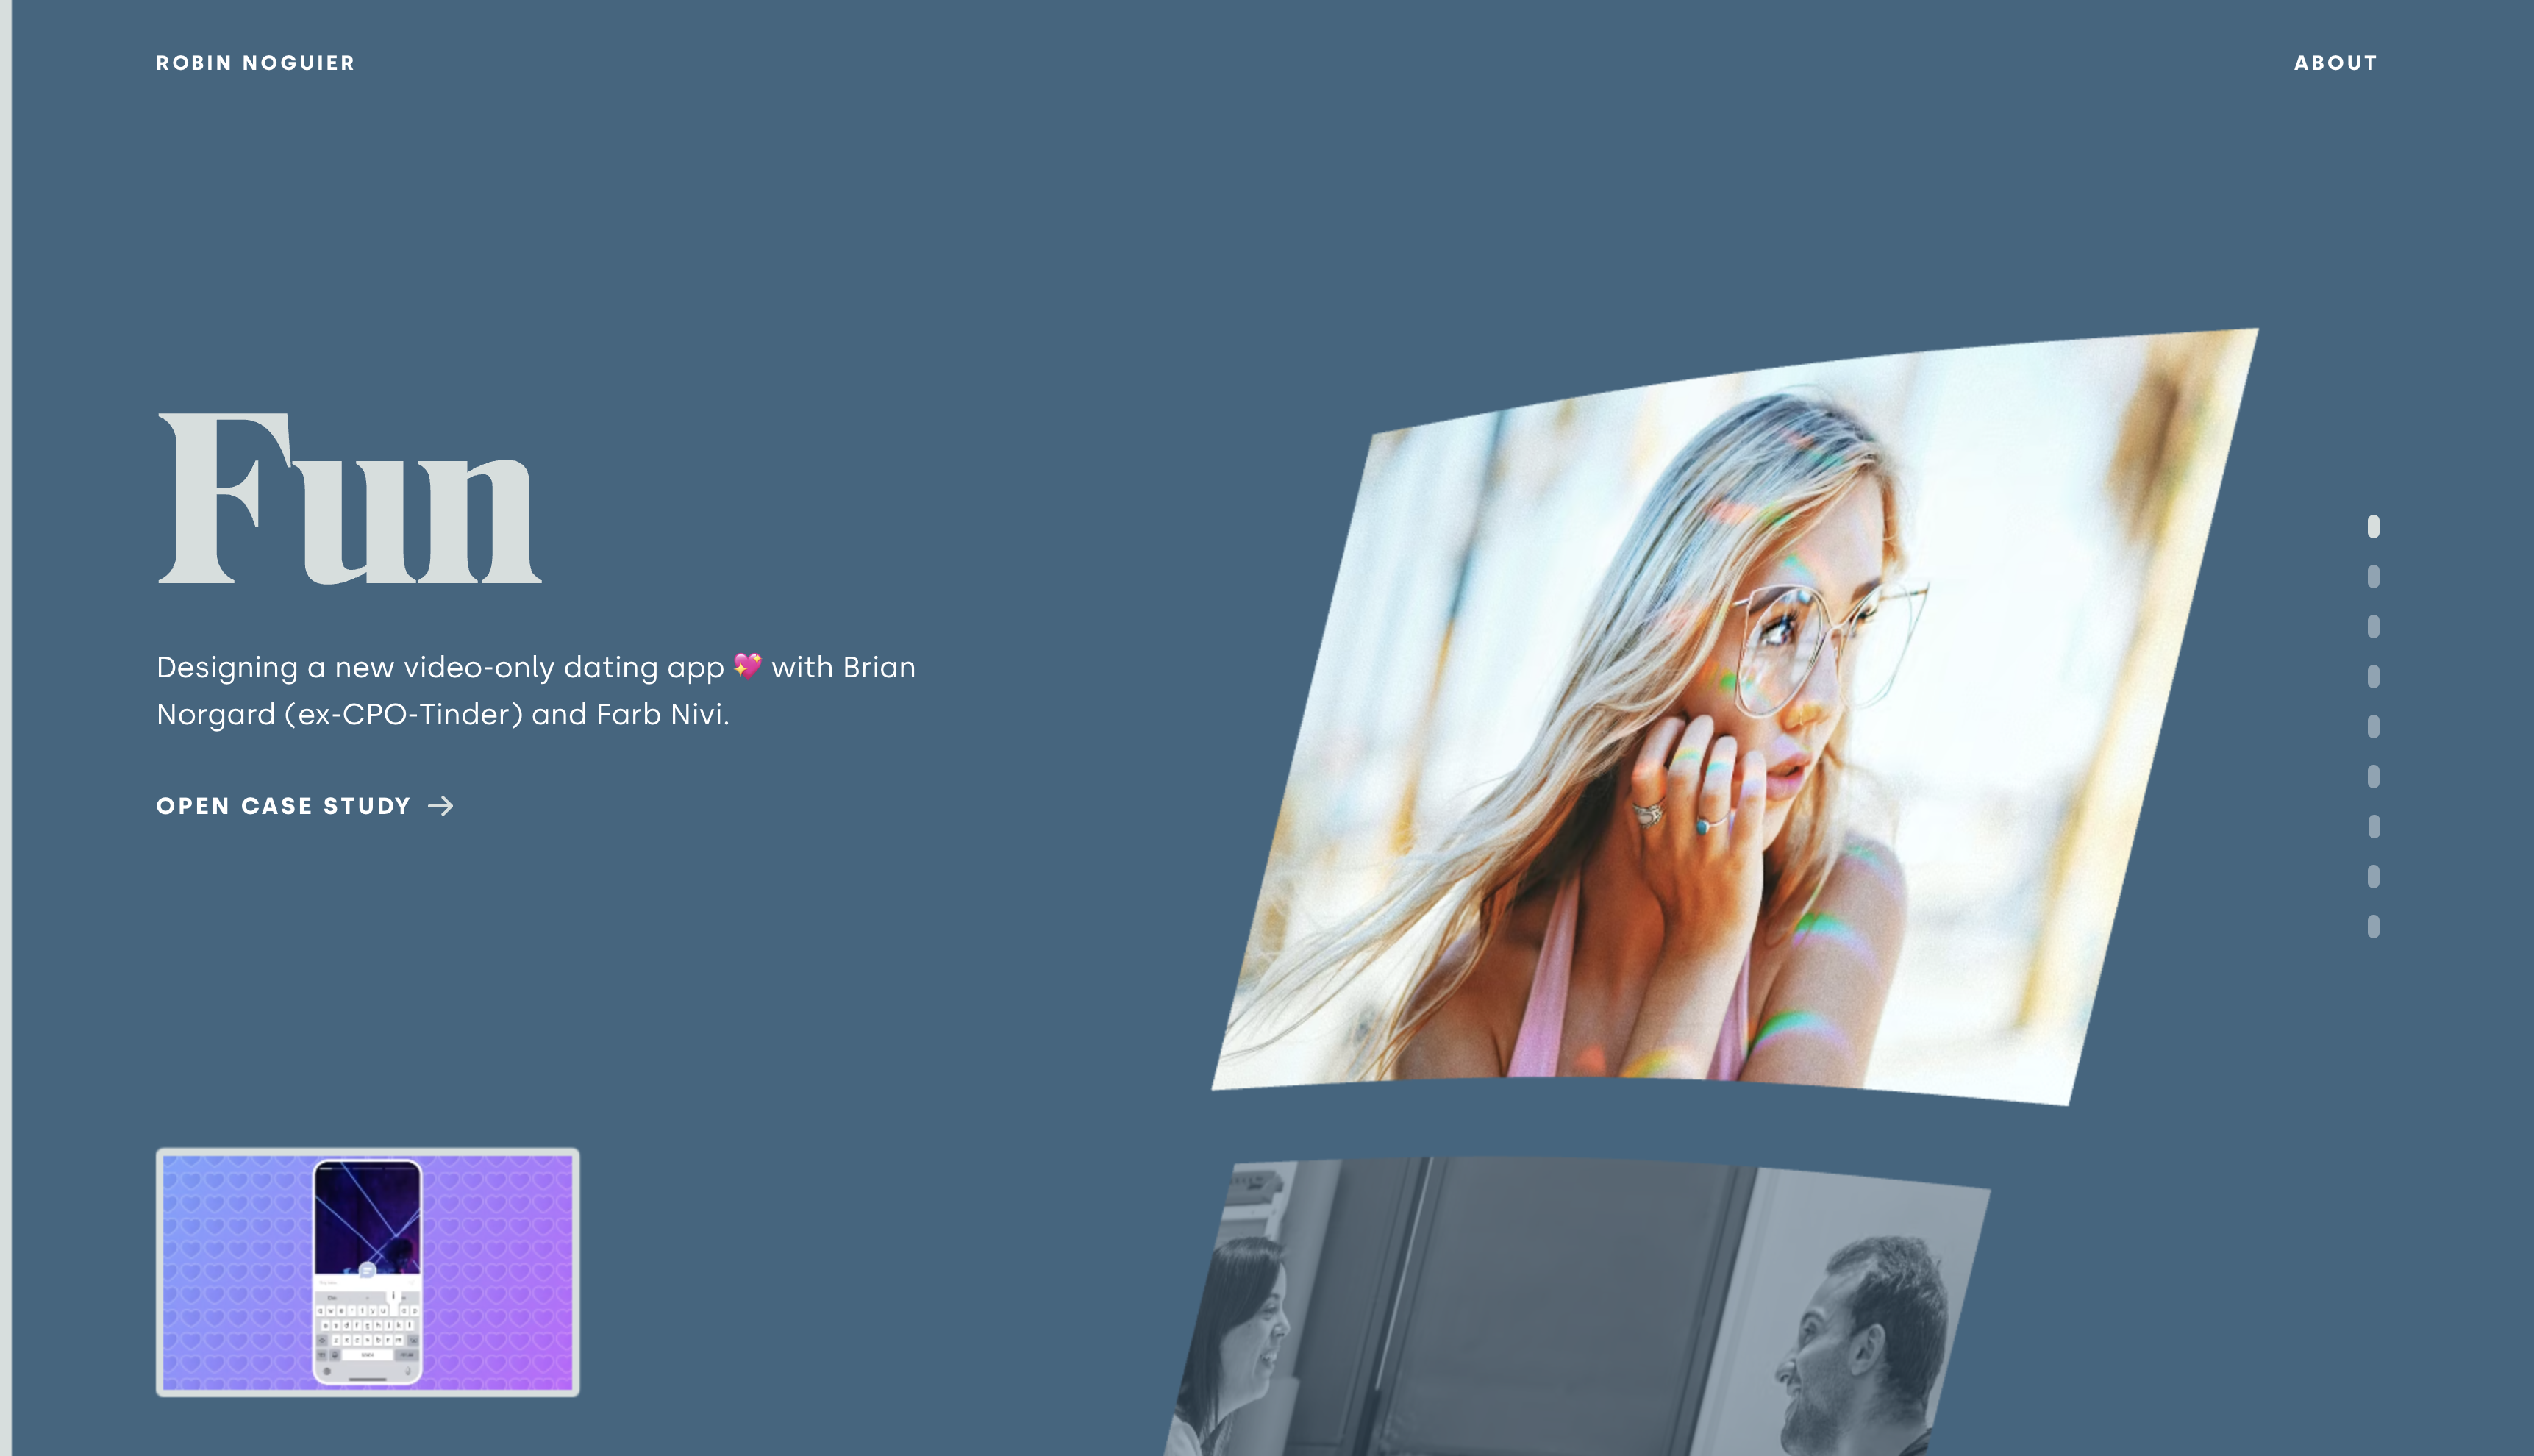 ROBIN NOGUIER
ABOUT
Fun
Designing a new video-only dating app 💖 with Brian
Norgard (ex-CPO-Tinder) and Farb Nivi.
OPEN CASE STUDY →